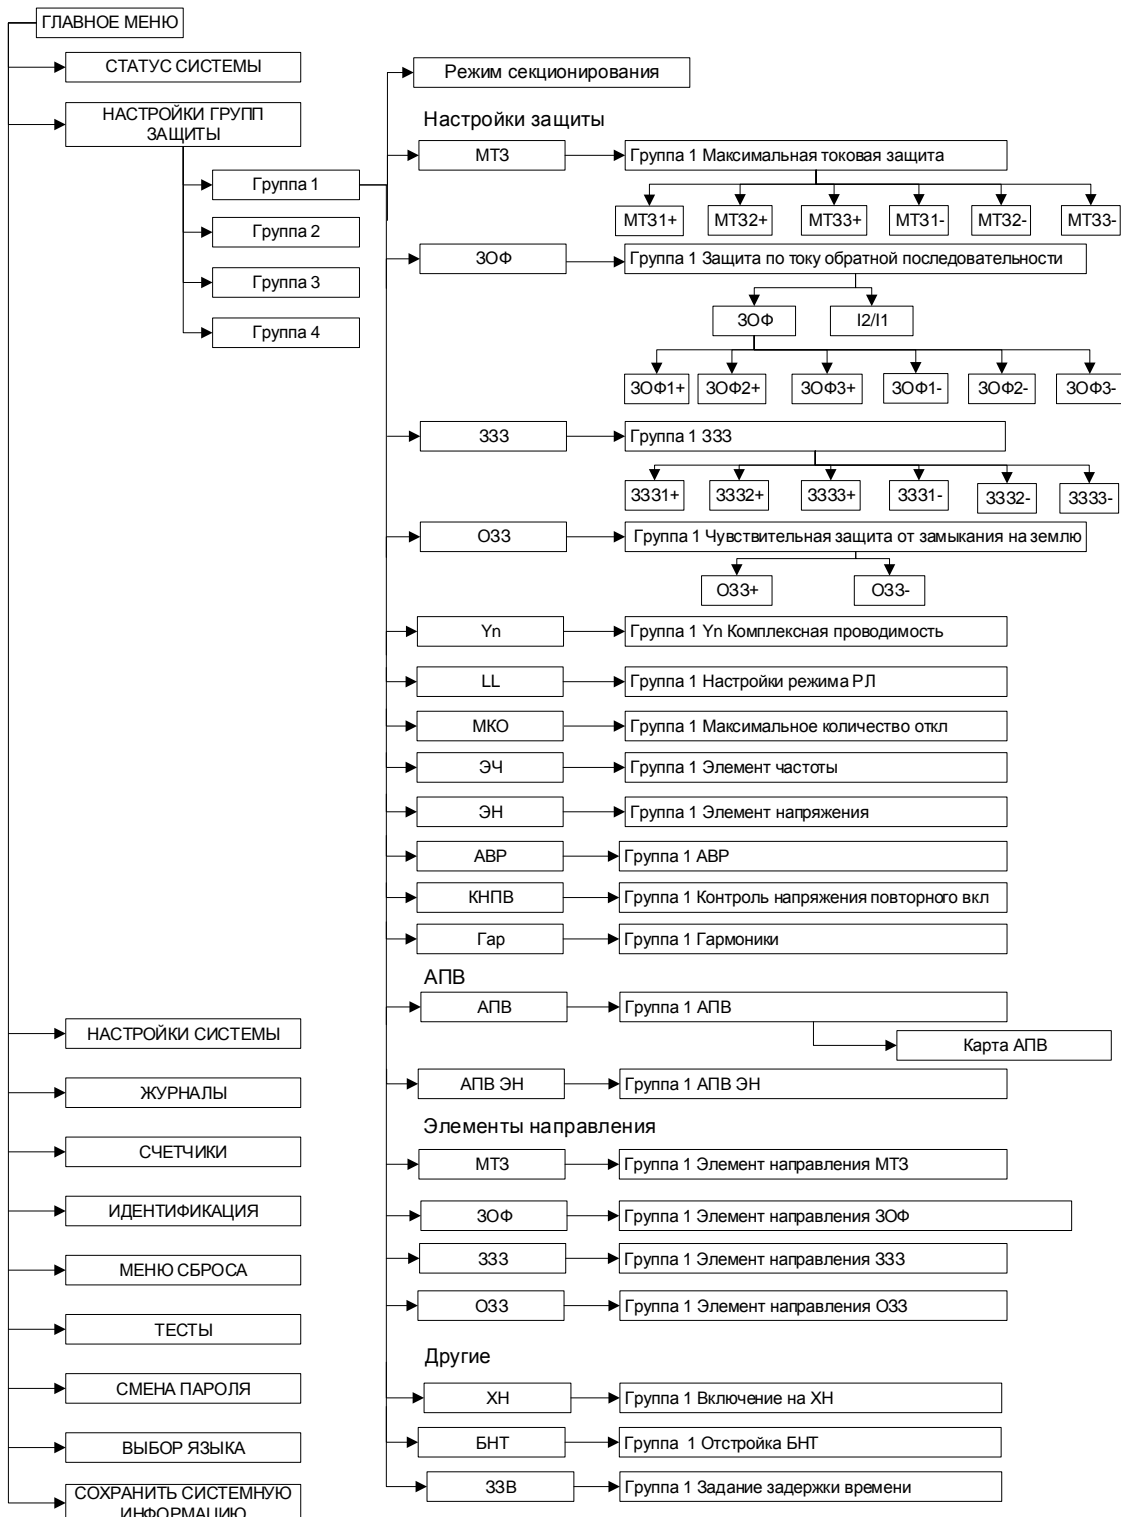 ГЛАВНОЕ МЕНЮ
СТАТУС СИСТЕМЫ
НАСТРОЙКИ ГРУПП
ЗАЩИТЫ
Группа 1
Группа 2
Группа 3
Группа 4
НАСТРОЙКИ СИСТЕМЫ
ЖУРНАЛЫ
СЧЕТЧИКИ
ИДЕНТИФИКАЦИЯ
МЕНЮ СБРОСА
ТЕСТЫ
СМЕНА ПАРОЛЯ
ВЫБОР ЯЗЫКА
СОХРАНИТЬ СИСТЕМНУЮ
ИНФОРМАЦИЮ
Режим секционирования
Настройки защиты
МТЗ
Группа 1 Максимальная токовая защита
МТЗ1+ МТЗ2+ МТЗ3+ МТЗ1- МТЗ2- МТЗ3-
ЗОФ
Группа 1 Защита по току обратной последовательности
ЗОФ I2/I1
ЗОФ1+ ЗОФ2+ ЗОФ3+ ЗОФ1- ЗОФ2- ЗОФ3-
ЗЗЗ
Группа 1 ЗЗЗ
ЗЗЗ1+ ЗЗЗ2+ ЗЗЗ3+ ЗЗЗ1- ЗЗЗ2- ЗЗЗ3-
ОЗЗ
Группа 1 Чувствительная защита от замыкания на землю
ОЗЗ+ ОЗЗ-
Yn
Группа 1 Yn Комплексная проводимость
LL
Группа 1 Настройки режима РЛ
МКО
Группа 1 Максимальное количество откл
ЭЧ
Группа 1 Элемент частоты
ЭН
Группа 1 Элемент напряжения
АВР
Группа 1 АВР
КНПВ
Группа 1 Контроль напряжения повторного вкл
Гар
Группа 1 Гармоники
АПВ
АПВ
Группа 1 АПВ
Карта АПВ
АПВ ЭН
Группа 1 АПВ ЭН
Элементы направления
МТЗ
Группа 1 Элемент направления МТЗ
ЗОФ
Группа 1 Элемент направления ЗОФ
ЗЗЗ
Группа 1 Элемент направления ЗЗЗ
ОЗЗ
Группа 1 Элемент направления ОЗЗ
Другие
ХН
Группа 1 Включение на ХН
БНТ
Группа 1 Отстройка БНТ
ЗЗВ
Группа 1 Задание задержки времени